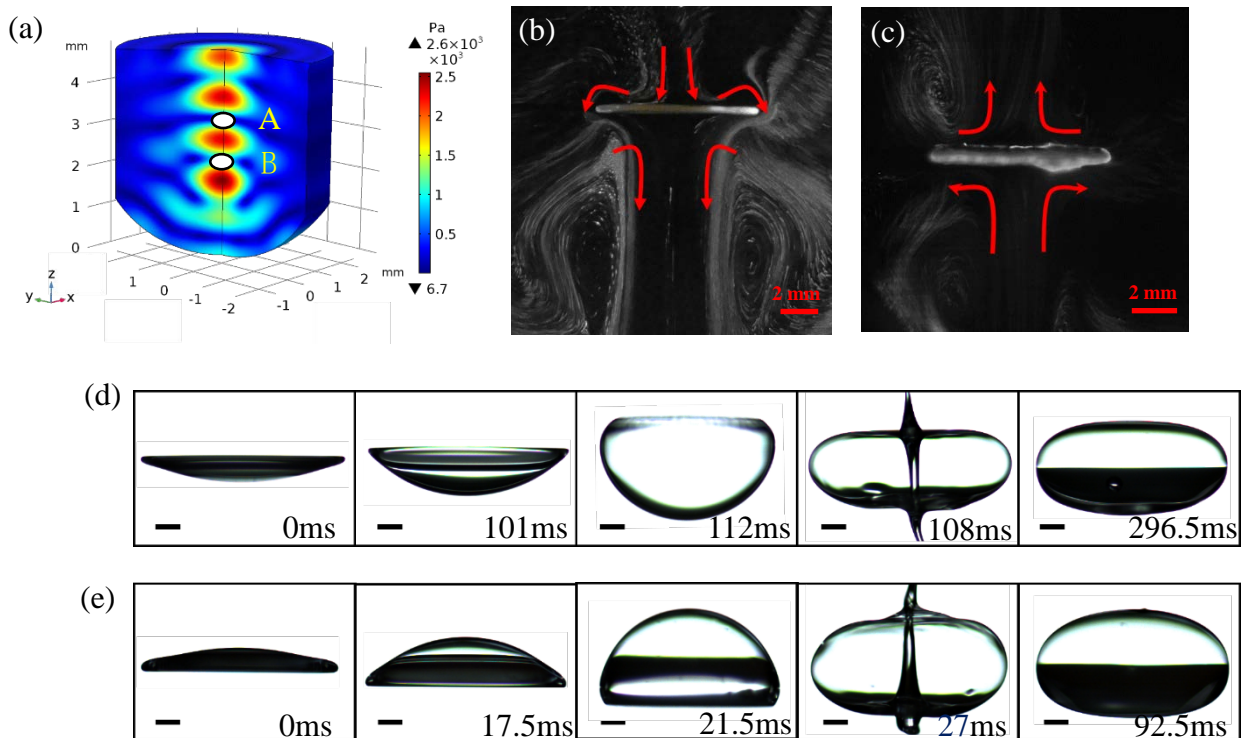 (a)
mm
4
3
2
1
0
A
B
Pa
2.6×10³
×10³
2.5
2
1.5
1
0.5
6.7
1
0
-1
-2
2
1
0
-1
mm
z
y
x
(b)
2 mm
(c)
2 mm
(d)
0ms
101ms
112ms
108ms
296.5ms
(e)
0ms
17.5ms
21.5ms
27ms
92.5ms